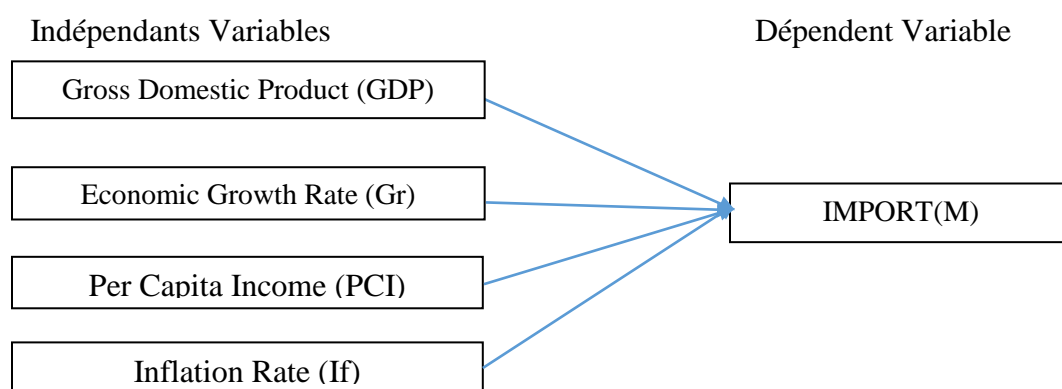 Indépendants Variables
Dépendent Variable
Gross Domestic Product (GDP)
Economic Growth Rate (Gr)
IMPORT(M)
Per Capita Income (PCI)
Inflation Rate (If)